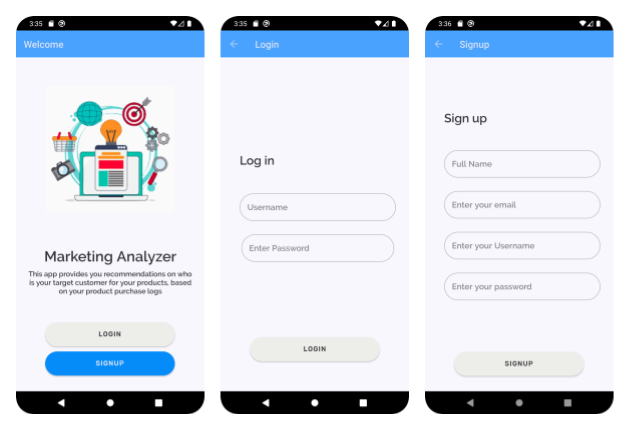 3:35
Welcome
Marketing Analyzer
This app provides you recommendations on who
is your target customer for your products, based
on your product purchase logs
LOGIN
SIGNUP
3:35
Login
Log in
Username
Enter Password
LOGIN
3:36
Signup
Sign up
Full Name
Enter your email
Enter your Username
Enter your password
SIGNUP